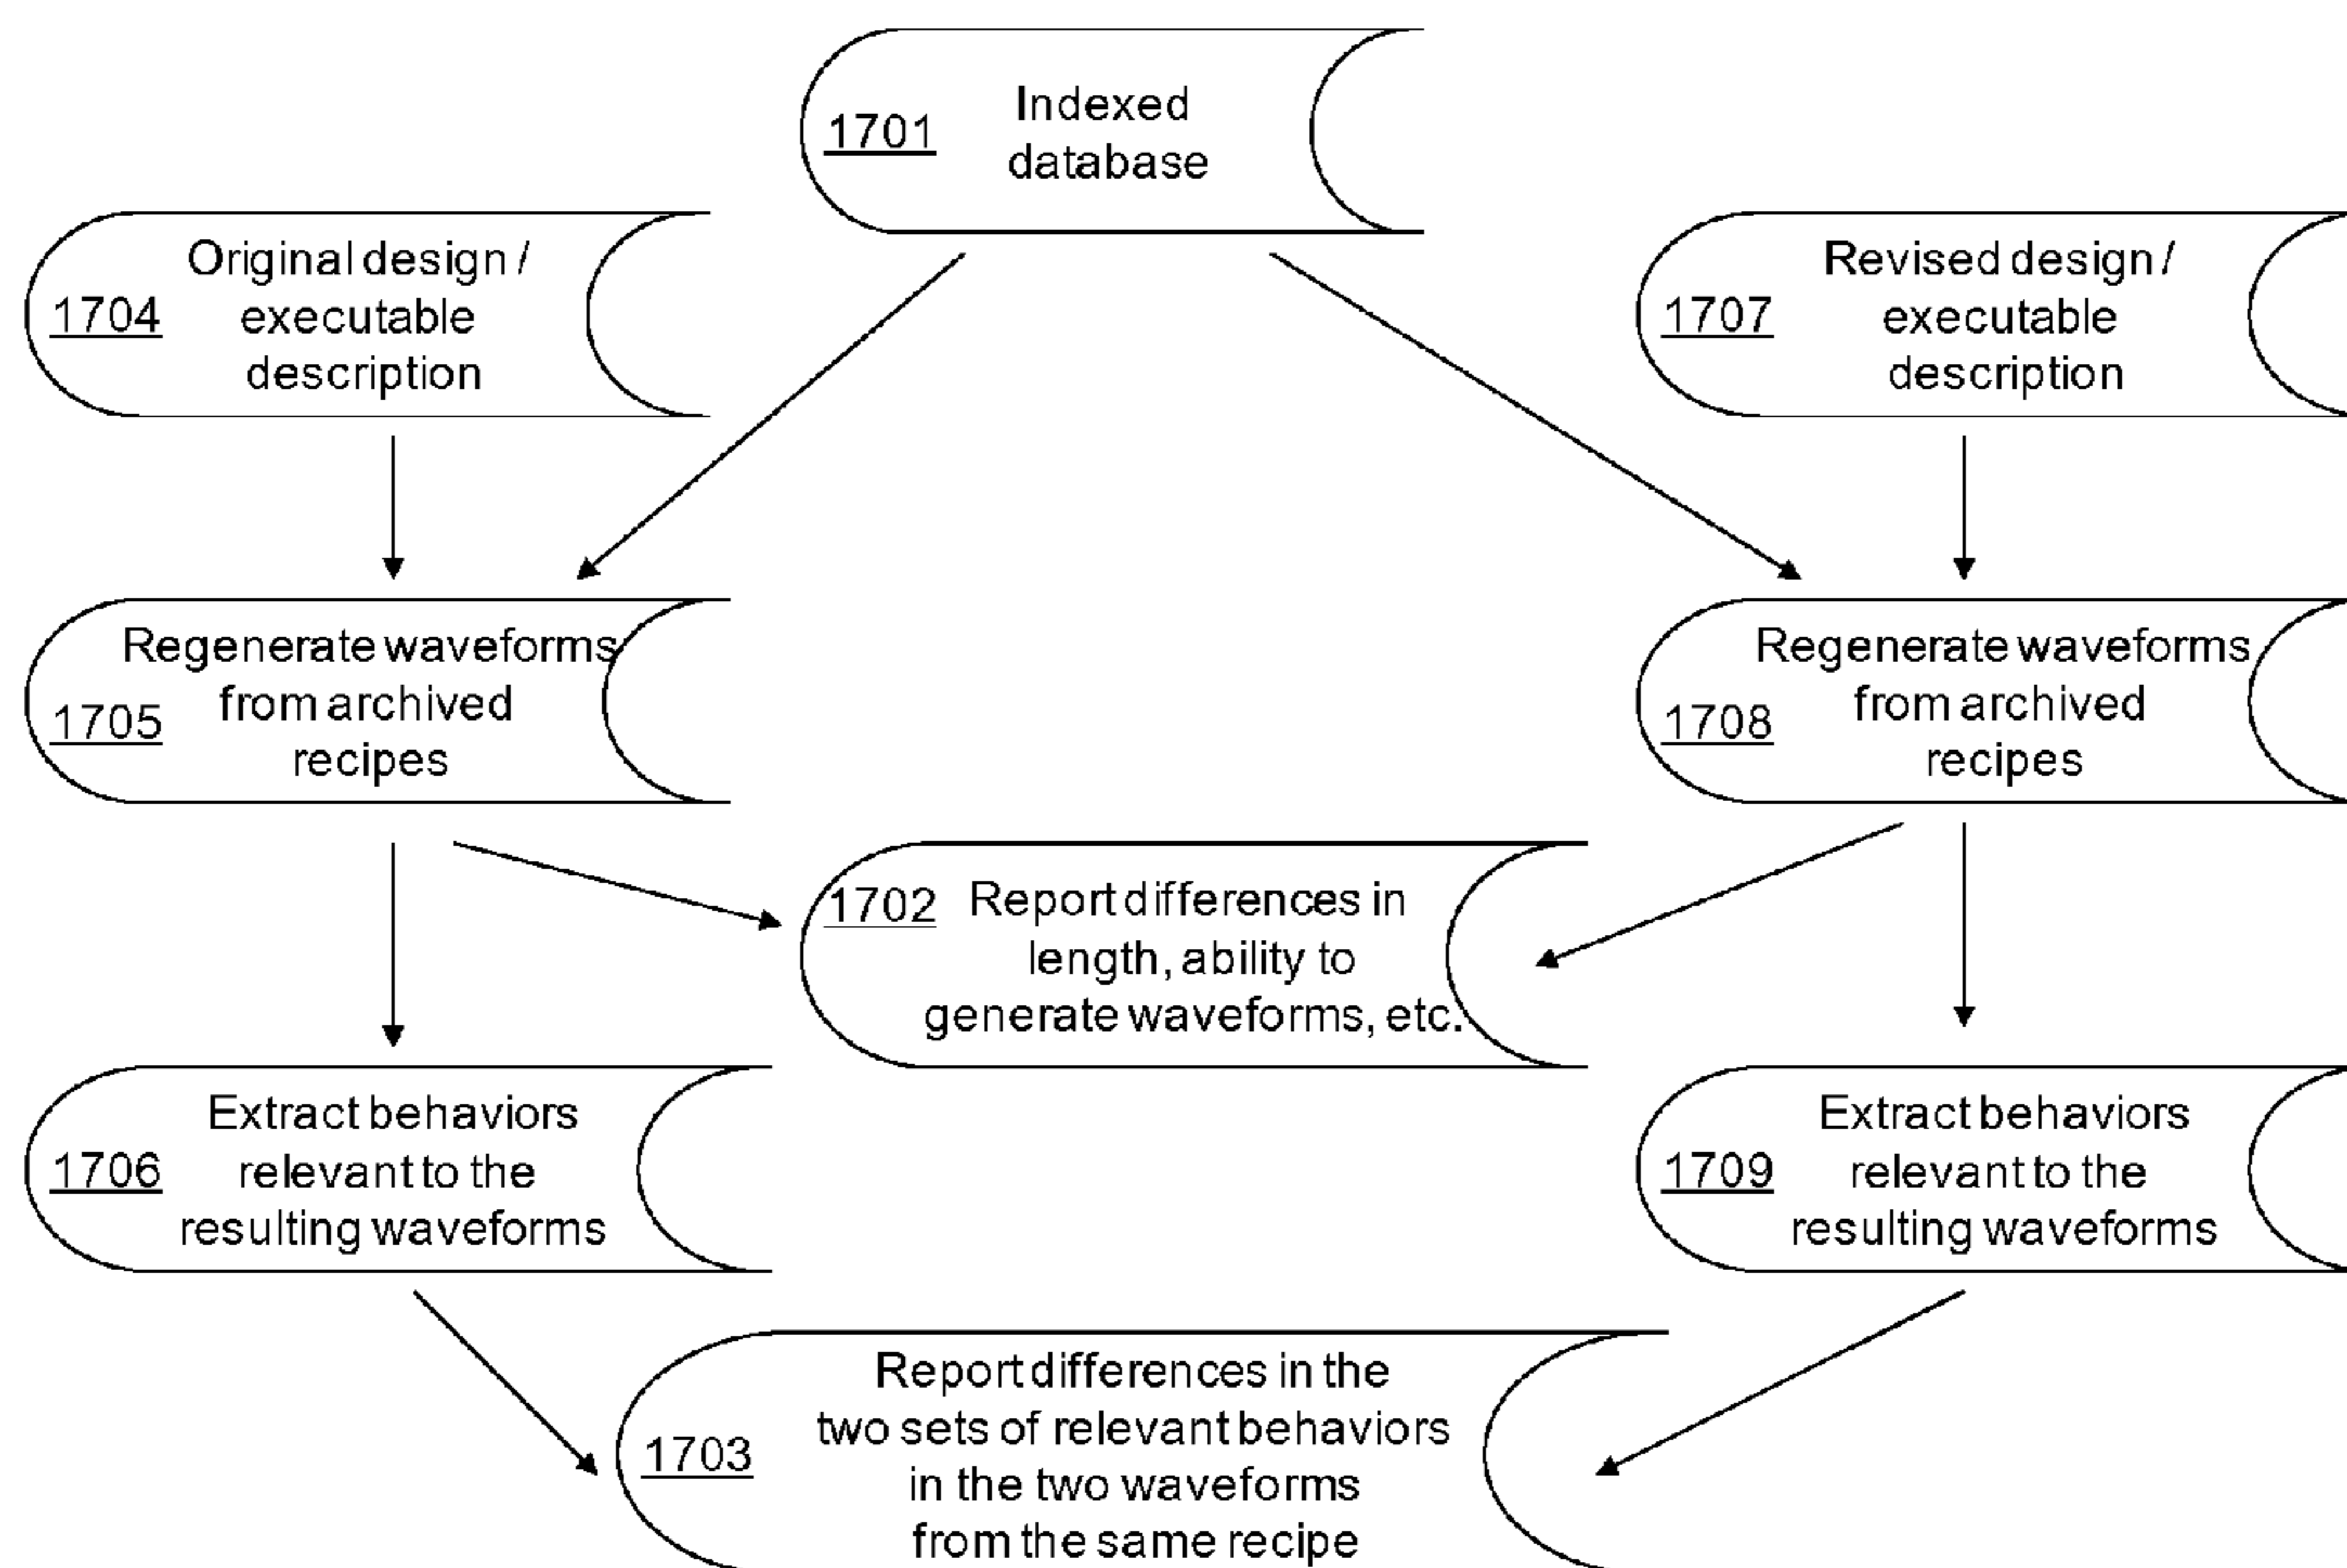 1701
Indexed
database
1704
Original design /
executable
description
1707
Revised design /
executable
description
1705
Regenerate waveforms
from archived
recipes
1708
Regenerate waveforms
from archived
recipes
1702
Report differences in
length, ability to
generate waveforms, etc.
1706
Extract behaviors
relevant to the
resulting waveforms
1709
Extract behaviors
relevant to the
resulting waveforms
1703
Report differences in the
two sets of relevant behaviors
in the two waveforms
from the same recipe